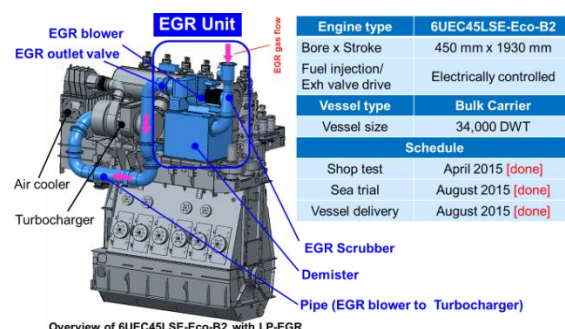 EGR Unit
EGR blower
EGR outlet valve
EGR gas flow
Air cooler
Turbocharger
EGR Scrubber
Demister
Pipe (EGR blower to Turbocharger)
Overview of 6UEC45LSE-Eco-B2 with LP-EGR
Engine type 6UEC45LSE-Eco-B2
Bore x Stroke 450 mm x 1930 mm
Fuel injection/
Exh valve drive Electrically controlled
Vessel type Bulk Carrier
Vessel size 34,000 DWT
Schedule
Shop test April 2015 [done]
Sea trial August 2015 [done]
Vessel delivery August 2015 [done]